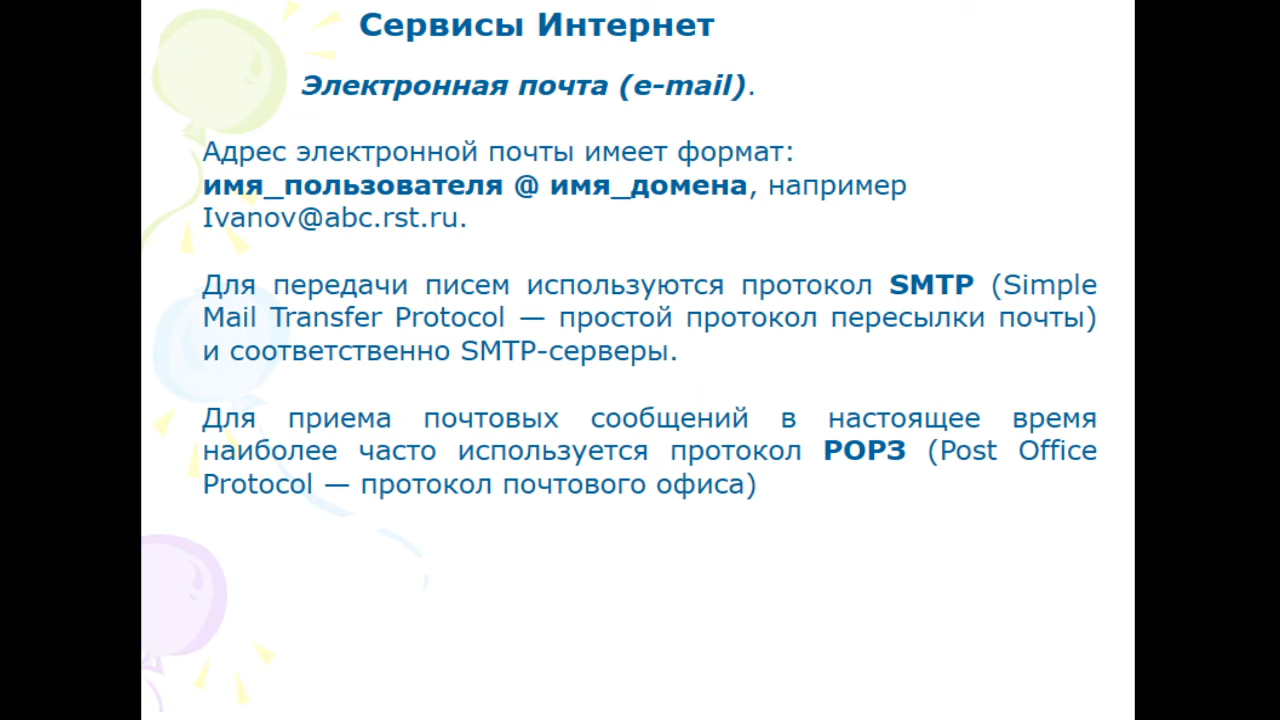 Сервисы Интернет
Электронная почта (e-mail).
Адрес электронной почты имеет формат:
имя_пользователя @ имя_домена, например
Ivanov@abc.rst.ru.
Для передачи писем используются протокол SMTP (Simple
Mail Transfer Protocol — простой протокол пересылки почты)
и соответственно SMTP-серверы.
Для приема почтовых сообщений в настоящее время
наиболее часто используется протокол РОРЗ (Post Office
Protocol — протокол почтового офиса)